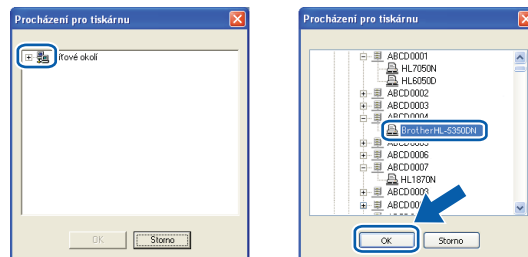 Procházení pro tiskárnu
íťové okolí
OK
Storno
Procházení pro tiskárnu
ABCD0001
HL7050N
HL6050D
ABCD0002
ABCD0003
ABCD0004
BrotherHL-5350DN
ABCD0005
ABCD0006
ABCD0007
HL1870N
OK
Storno